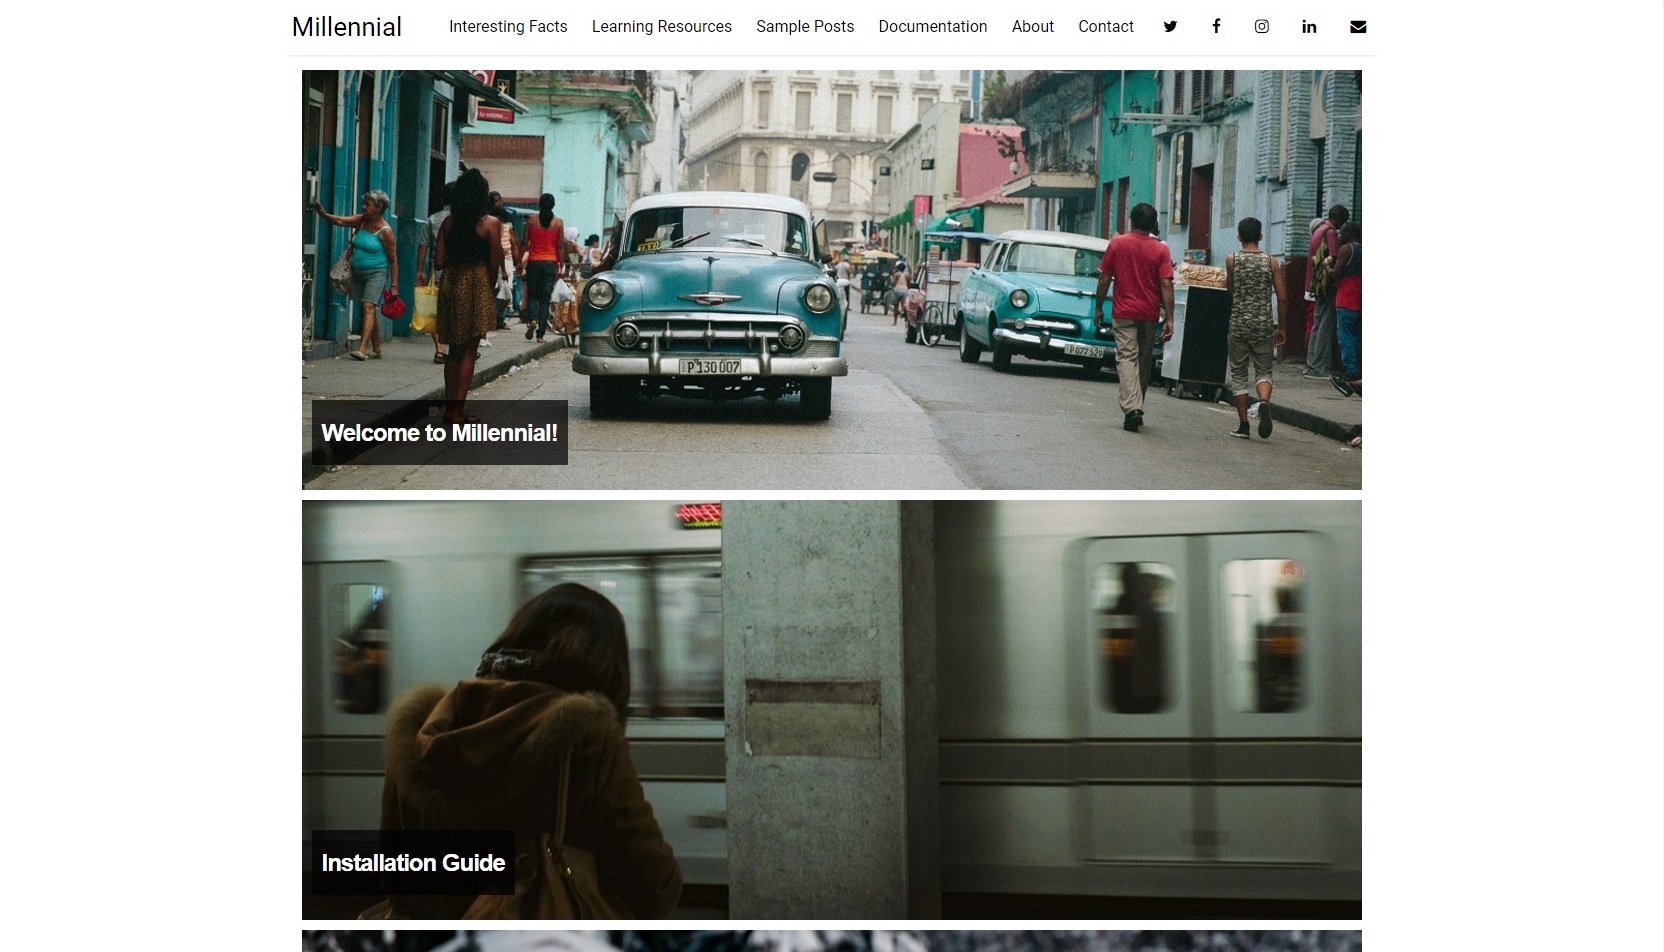 Millennial
Interesting Facts
Learning Resources
Sample Posts
Documentation
About
Contact
TAXI
P 130 007
P 077 529
Welcome to Millennial!
Installation Guide